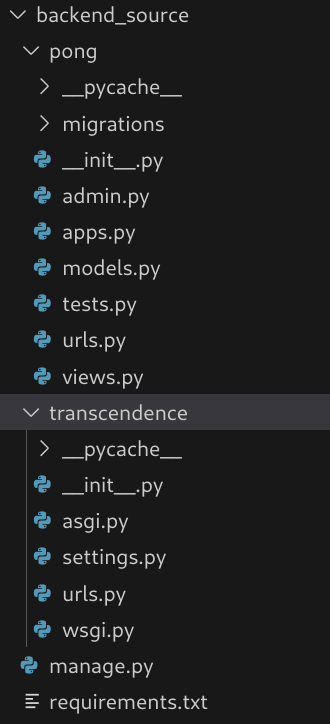 backend_source
pong
__pycache__
migrations
__init__.py
admin.py
apps.py
models.py
tests.py
urls.py
views.py
transcendence
__pycache__
__init__.py
asgi.py
settings.py
urls.py
wsgi.py
manage.py
requirements.txt